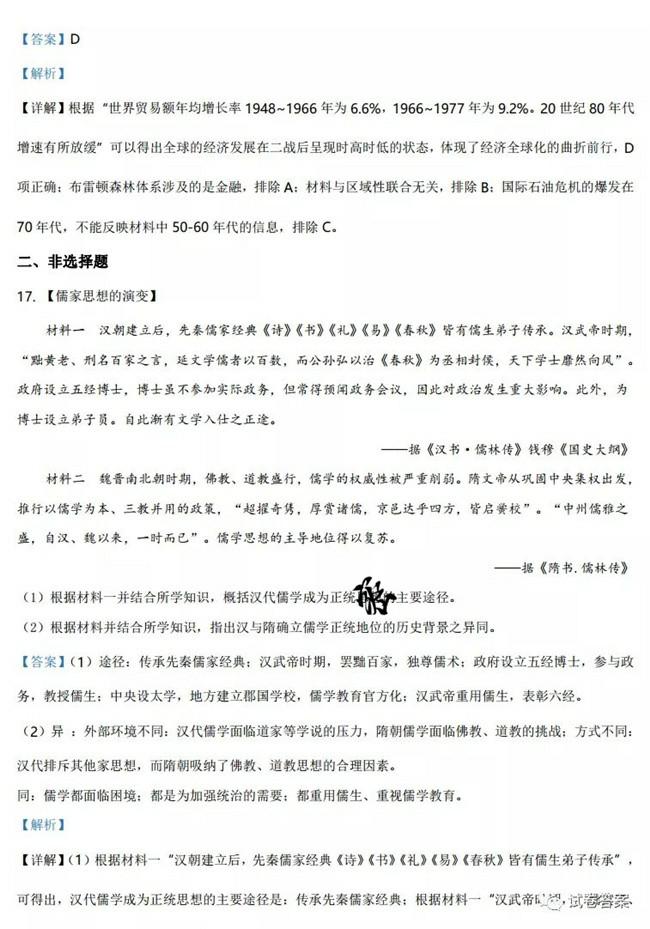 【答案】D
【解析】
【详解】根据“世界贸易额年均增长率 1948~1966 年为 6.6%，1966~1977 年为 9.2%。20 世纪 80 年代
增速有所放缓”可以得出全球的经济发展在二战后呈现时高时低的状态，体现了经济全球化的曲折前行，D
项正确；布雷顿森林体系涉及的是金融，排除 A；材料与区域性联合无关，排除 B；国际石油危机的爆发在
70 年代，不能反映材料中 50-60 年代的信息，排除 C。
二、非选择题
17. 【儒家思想的演变】
材料一 汉朝建立后，先秦儒家经典《诗》《书》《礼》《易》《春秋》皆有儒生弟子传承。汉武帝时期，
“黜黄老、刑名百家之言，延文学儒者以百数，而公孙弘以治《春秋》为丞相封侯，天下学士靡然向风”。
政府设立五经博士，博士虽不参加实际政务，但常得预闻政务会议，因此对政治发生重大影响。此外，为
博士设立弟子员。自此渐有文学入仕之正途。
——据《汉书·儒林传》钱穆《国史大纲》
材料二 魏晋南北朝时期，佛教、道教盛行，儒学的权威性被严重削弱。隋文帝从巩固中央集权出发，
推行以儒学为本、三教并用的政策，“超擢奇隽，厚赏诸儒，京邑达乎四方，皆启黉校”。“中州儒雅之
盛，自汉、魏以来，一时而已”。儒学思想的主导地位得以复苏。
——据《隋书.儒林传》
（1）根据材料一并结合所学知识，概括汉代儒学成为正统主要途径。
（2）根据材料并结合所学知识，指出汉与隋确立儒学正统地位的历史背景之异同。
【答案】（1）途径：传承先秦儒家经典；汉武帝时期，罢黜百家，独尊儒术；政府设立五经博士，参与政
务，教授儒生；中央设太学，地方建立郡国学校，儒学教育官方化；汉武帝重用儒生，表彰六经。
（2）异 ：外部环境不同：汉代儒学面临道家等学说的压力，隋朝儒学面临佛教、道教的挑战；方式不同：
汉代排斥其他家思想，而隋朝吸纳了佛教、道教思想的合理因素。
同：儒学都面临困境；都是为加强统治的需要；都重用儒生、重视儒学教育。
【解析】
【详解】（1）根据材料一“汉朝建立后，先秦儒家经典《诗》《书》《礼》《易》《春秋》皆有儒生弟子传承”，
可得出，汉代儒学成为正统思想的主要途径是：传承先秦儒家经典；根据材料一“汉武帝时期，
试卷答案